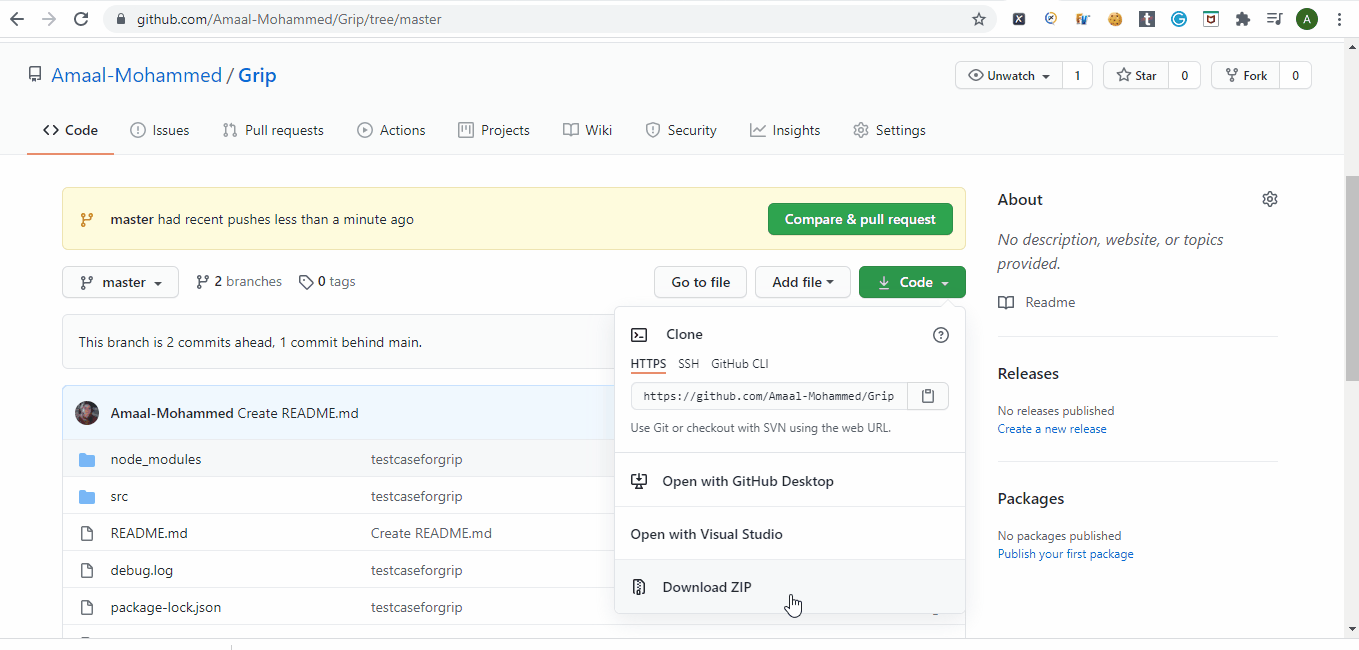 github.com/Amaal-Mohammed/Grip/tree/master
A
Amaal-Mohammed / Grip
Unwatch 1 Star 0 Fork 0
Code Issues Pull requests Actions Projects Wiki Security Insights Settings
master had recent pushes less than a minute ago Compare & pull request
master 2 branches 0 tags Go to file Add file Code
This branch is 2 commits ahead, 1 commit behind main.
Amaal-Mohammed Create README.md
node_modules testcaseforgrip
src testcaseforgrip
README.md Create README.md
debug.log testcaseforgrip
package-lock.json testcaseforgrip
Clone
HTTPS SSH GitHub CLI
https://github.com/Amaal-Mohammed/Grip
Use Git or checkout with SVN using the web URL.
Open with GitHub Desktop
Open with Visual Studio
Download ZIP
About
No description, website, or topics
provided.
Readme
Releases
No releases published
Create a new release
Packages
No packages published
Publish your first package